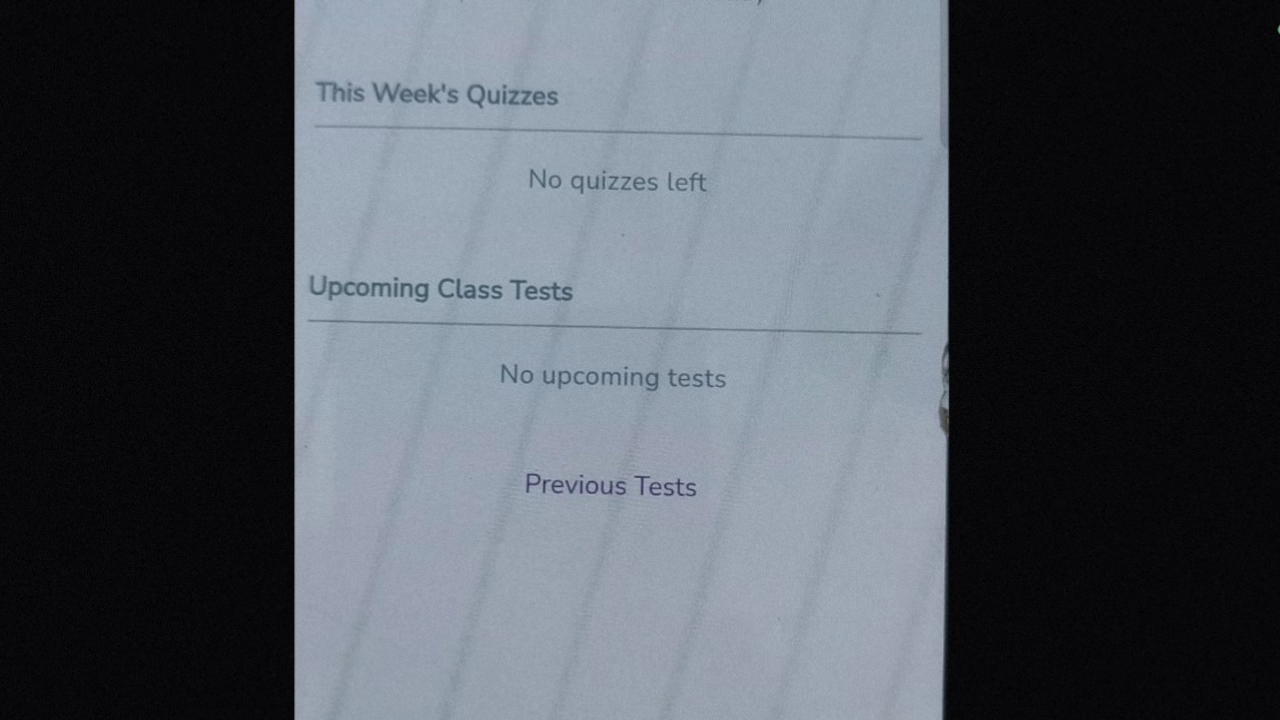 This Week's Quizzes
No quizzes left
Upcoming Class Tests
No upcoming tests
Previous Tests